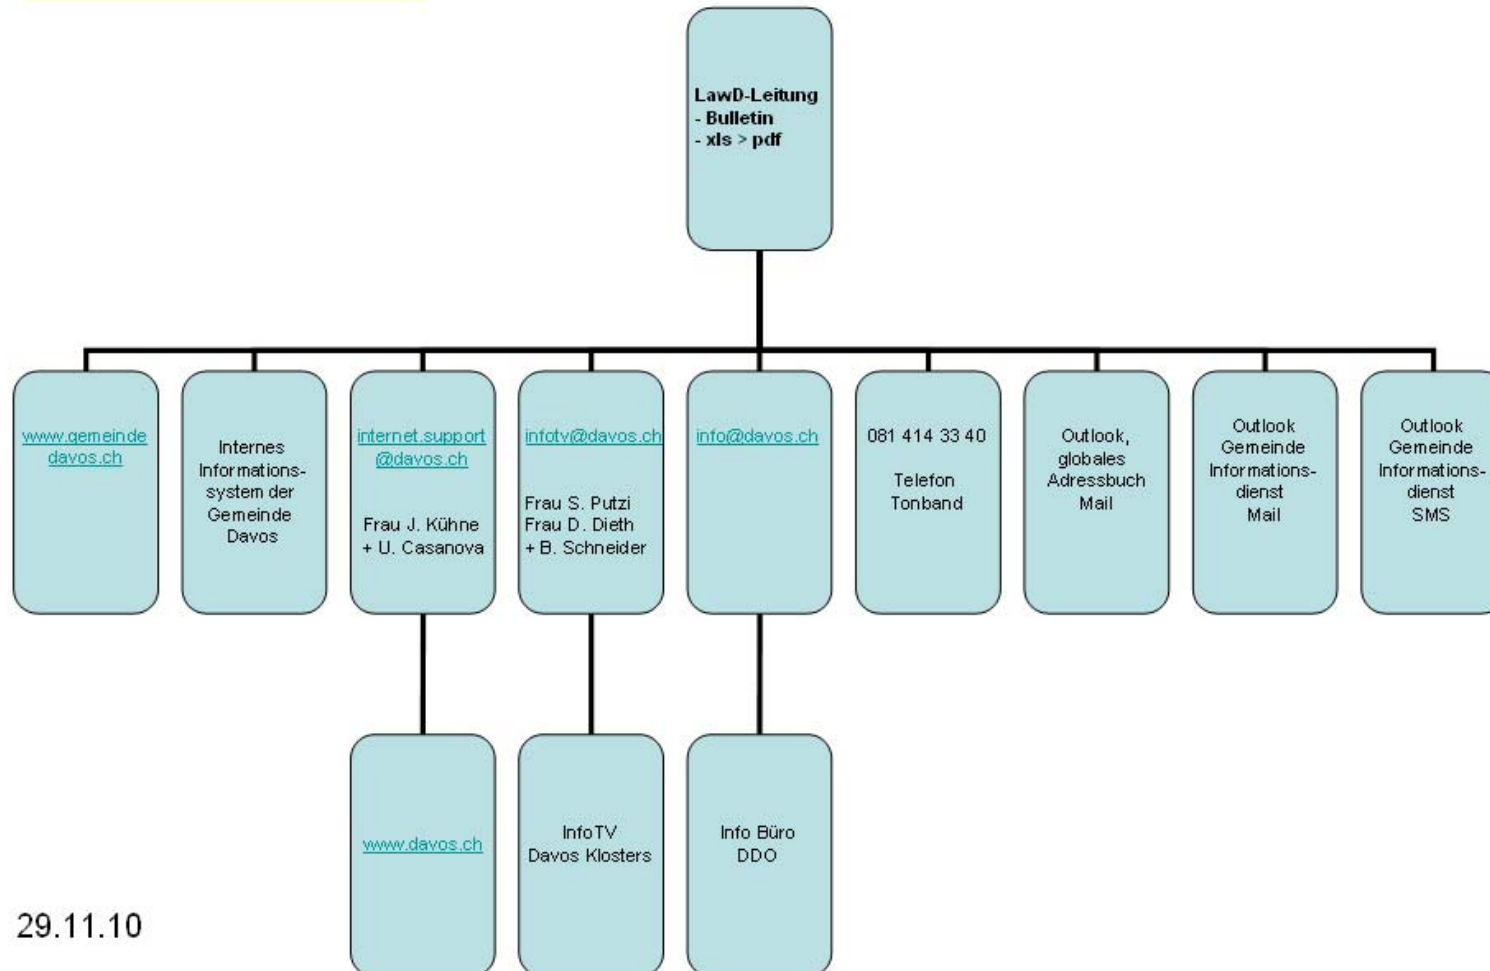 LawD-Leitung
- Bulletin
- xls > pdf
www.gemeinde
davos.ch
Internes
Informations-
system der
Gemeinde
Davos
internet.support
@davos.ch
Frau J. Kühne
+ U. Casanova
infotv@davos.ch
Frau S. Putzi
Frau D. Dieth
+ B. Schneider
info@davos.ch
081 414 33 40
Telefon
Tonband
Outlook,
globales
Adressbuch
Mail
Outlook
Gemeinde
Informations-
dienst
Mail
Outlook
Gemeinde
Informations-
dienst
SMS
www.davos.ch
InfoTV
Davos Klosters
Info Büro
DDO
29.11.10